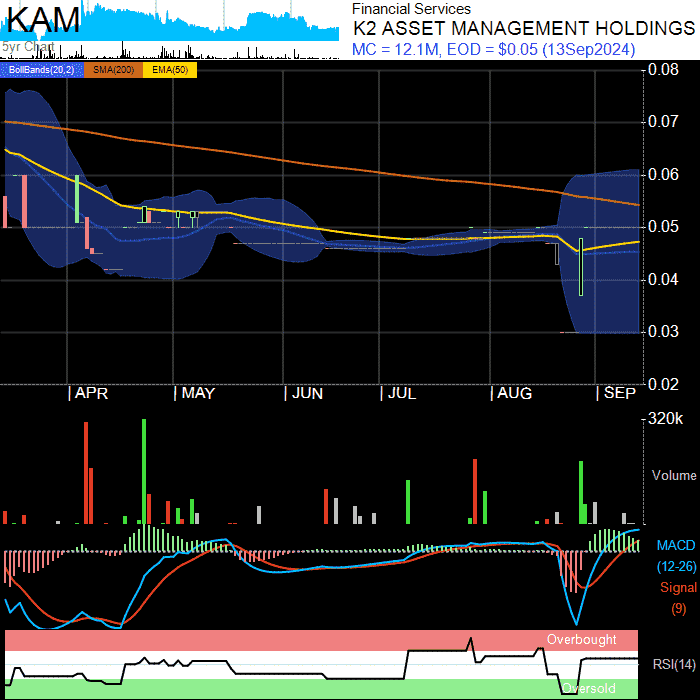 KAM
5yr Chart
Financial Services
K2 ASSET MANAGEMENT HOLDINGS
MC = 12.1M, EOD = $0.05 (13Sep2024)
BollBands(20,2) SMA(200) EMA(50)
0.08
0.07
0.06
0.05
0.04
0.03
0.02
APR MAY JUN JUL AUG SEP
320k
Volume
MACD
(12-26)
Signal
(9)
Overbought
RSI(14)
Oversold